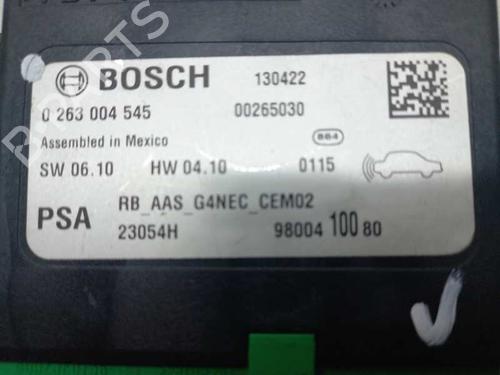 BOSCH 130422
0 263 004 545 00265030
Assembled in Mexico 864
SW 06.10 HW 04.10 0115
PSA RB_AAS_G4NEC_CEM02
23054H 98004 100 80